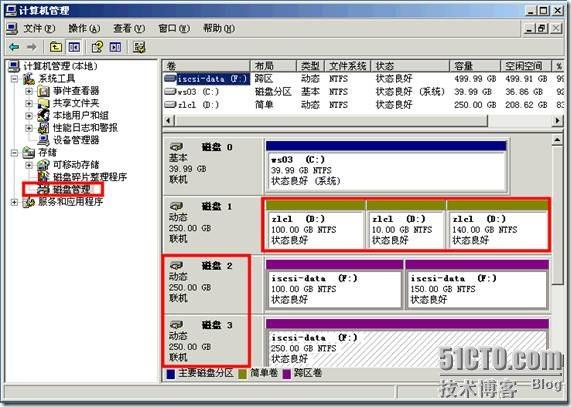 计算机管理
文件(F) 操作(A) 查看(V) 窗口(W) 帮助(H)
计算机管理(本地)
系统工具
事件查看器
共享文件夹
本地用户和组
性能日志和警报
设备管理器
存储
可移动存储
磁盘碎片整理程序
磁盘管理
服务和应用程序
卷 布局 类型 文件系统 状态 容量 空闲空间
iscsi-data (F:) 跨区 动态 NTFS 状态良好 499.99 GB 499.91 GB
ws03 (C:) 磁盘分区 基本 NTFS 状态良好 (系统) 39.99 GB 36.86 GB 9
zlcl (D:) 简单 动态 NTFS 状态良好 250.00 GB 208.62 GB 8
磁盘 0
基本
39.99 GB
联机
ws03 (C:)
39.99 GB NTFS
状态良好 (系统)
磁盘 1
动态
250.00 GB
联机
zlcl (D:)
100.00 GB NTFS
状态良好
zlcl (D:)
10.00 GB NTFS
状态良好
zlcl (D:)
140.00 GB NTFS
状态良好
磁盘 2
动态
250.00 GB
联机
iscsi-data (F:)
100.00 GB NTFS
状态良好
iscsi-data (F:)
150.00 GB NTFS
状态良好
磁盘 3
动态
250.00 GB
联机
iscsi-data (F:)
250.00 GB NTFS
状态良好
主要磁盘分区 简单卷 跨区卷
51CTO.com
技术博客 Blog